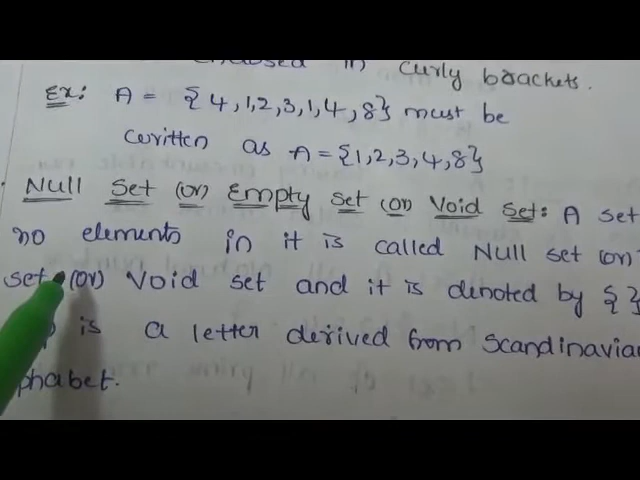 in curly brackets.
Ex: A = {4,1,2,3,1,4,8} must be
written as A={1,2,3,4,8}
Null Set (or) Empty Set (or) Void Set: A set
no elements in it is called Null set (or)
set (or) Void set and it is denoted by {}
is a letter derived from Scandinavia
phabet.